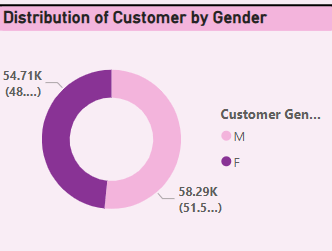 Distribution of Customer by Gender
54.71K
(48....)
Customer Gen...
M
F
58.29K
(51.5...)